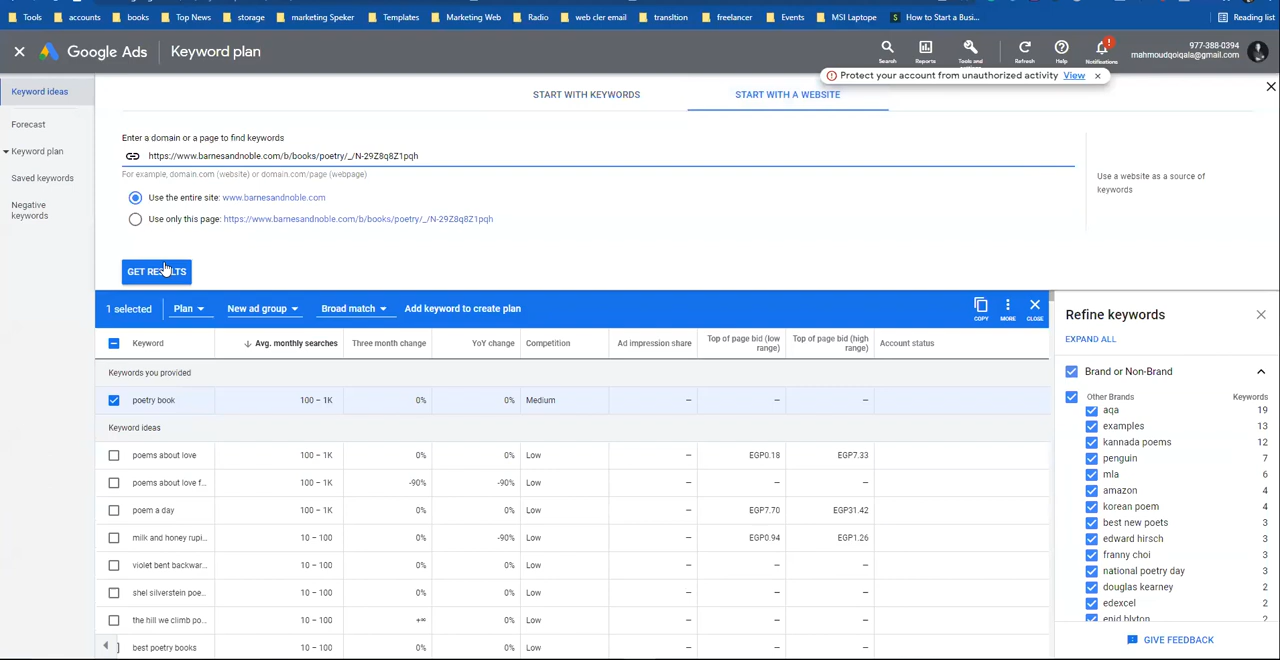 Tools accounts books Top News storage marketing Speker Templates Marketing Web Radio web cler email transltion freelancer Events MSI Laptope S How to Start a Busi... Reading list
Google Ads Keyword plan
Search Reports Tools and Refresh Help Notifications
977-388-0394
mahmoudqoiqala@gmail.com
Protect your account from unauthorized activity View
Keyword ideas
Forecast
Keyword plan
Saved keywords
Negative
keywords
START WITH KEYWORDS START WITH A WEBSITE
Enter a domain or a page to find keywords
https://www.barnesandnoble.com/b/books/poetry/_/N-29Z8q8Z1pqh
For example, domain.com (website) or domain.com/page (webpage)
Use the entire site: www.barnesandnoble.com
Use only this page: https://www.barnesandnoble.com/b/books/poetry/_/N-29Z8q8Z1pqh
Use a website as a source of
keywords
GET RESULTS
1 selected Plan New ad group Broad match Add keyword to create plan
COPY MORE CLOSE
Keyword Avg. monthly searches Three month change YoY change Competition Ad impression share Top of page bid (low
range) Top of page bid (high
range) Account status
Keywords you provided
poetry book 100 – 1K 0% 0% Medium – – –
Keyword ideas
poems about love 100 – 1K 0% 0% Low – EGP0.18 EGP7.33
poems about love f... 100 – 1K -90% -90% Low – – –
poem a day 100 – 1K 0% 0% Low – EGP7.70 EGP31.42
milk and honey rupi... 10 – 100 0% -90% Low – EGP0.94 EGP1.26
violet bent backwar... 10 – 100 0% 0% Low – – –
shel silverstein poe... 10 – 100 0% 0% Low – – –
the hill we climb po... 10 – 100 +∞ 0% Low – – –
best poetry books 10 – 100 0% 0% Low – – –
Refine keywords
EXPAND ALL
Brand or Non-Brand
Other Brands Keywords
aqa 19
examples 13
kannada poems 12
penguin 7
mla 6
amazon 4
korean poem 4
best new poets 3
edward hirsch 3
franny choi 3
national poetry day 3
douglas kearney 2
edexcel 2
enid blyton 2
GIVE FEEDBACK